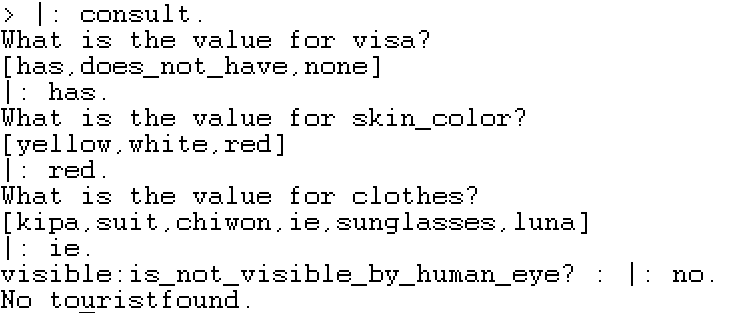 > |: consult.
What is the value for visa?
[has,does_not_have,none]
|: has.
What is the value for skin_color?
[yellow,white,red]
|: red.
What is the value for clothes?
[kipa,suit,chiwon,ie,sunglasses,luna]
|: ie.
visible:is_not_visible_by_human_eye? : |: no.
No touristfound.